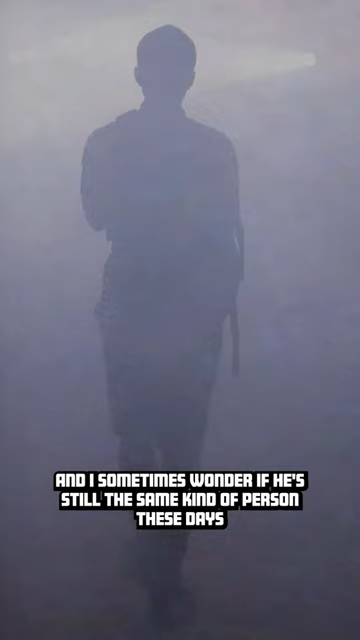 AND I SOMETIMES WONDER IF HE'S
STILL THE SAME KIND OF PERSON
THESE DAYS